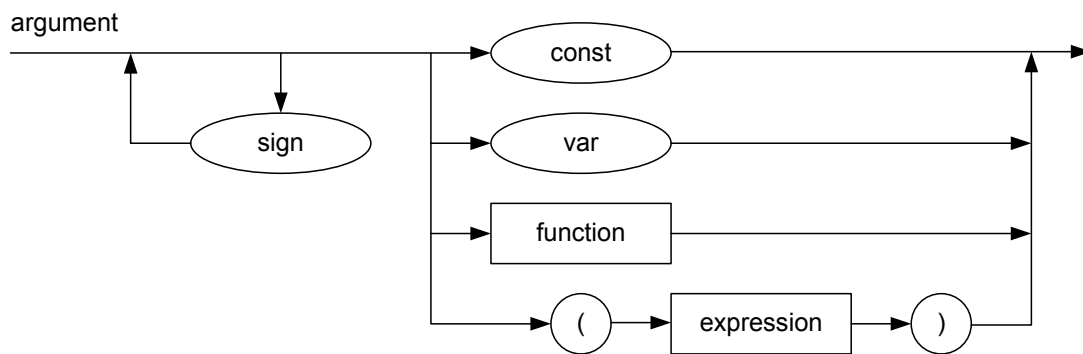 argument
const
sign
var
function
( expression )